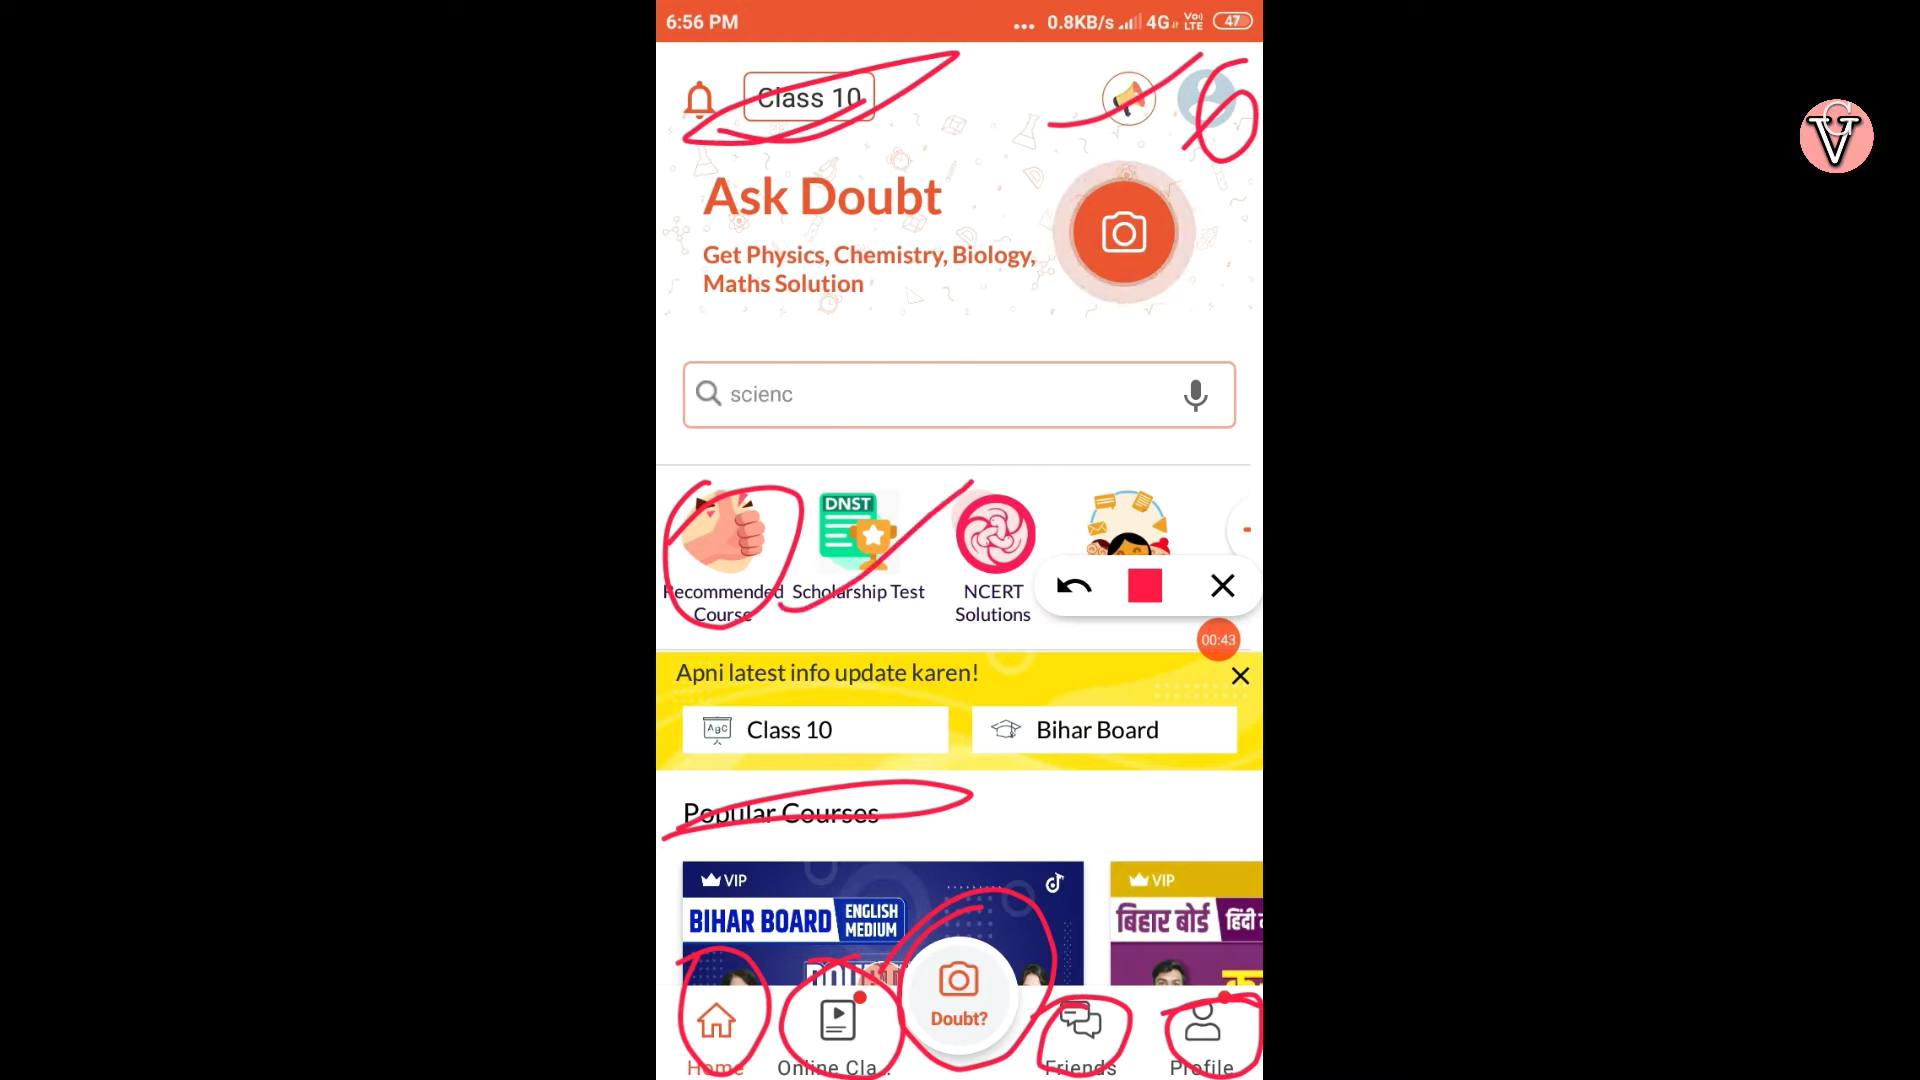 6:56 PM
... 0.8KB/s 4G Vo) LTE 47
Class 10
Ask Doubt
Get Physics, Chemistry, Biology,
Maths Solution
scienc
DNST
Recommended
Course
Scholarship Test
NCERT
Solutions
00:43
Apni latest info update karen!
Class 10
Bihar Board
Popular Courses
VIP
BIHAR BOARD
ENGLISH
MEDIUM
VIP
बिहार बोर्ड
Doubt?
Home
Online Cla...
Friends
Profile